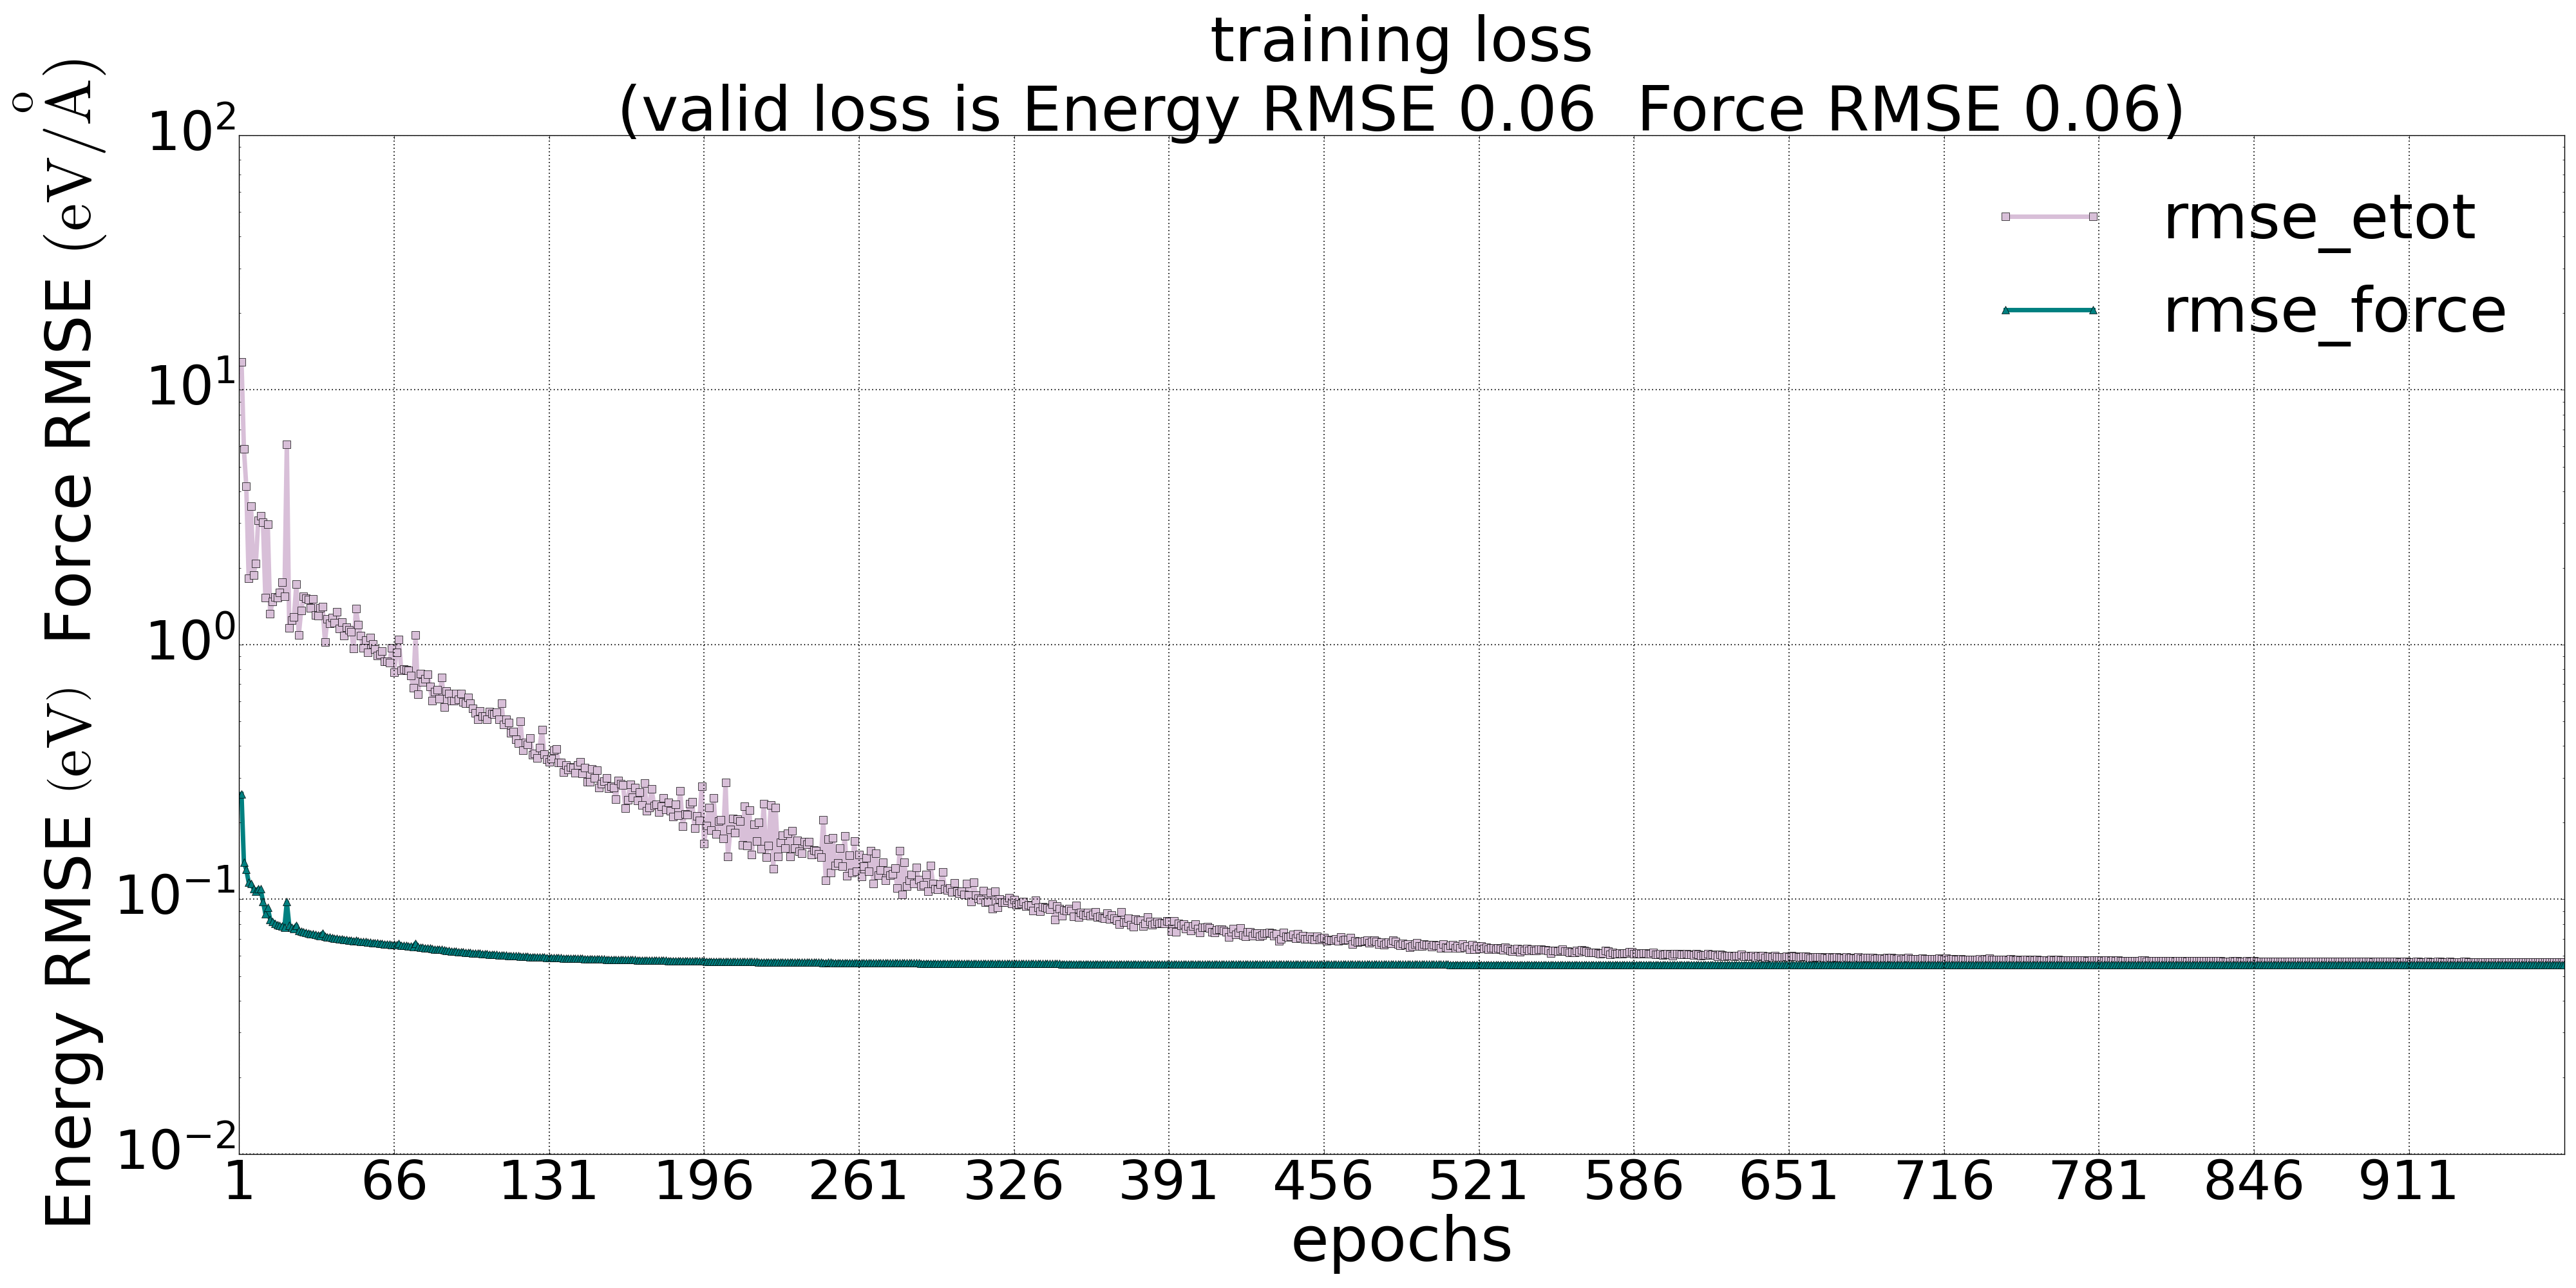 training loss
(valid loss is Energy RMSE 0.06  Force RMSE 0.06)
Energy RMSE (eV)  Force RMSE (eV/Å)
10²
10¹
10⁰
10⁻¹
10⁻²
rmse_etot
rmse_force
1 66 131 196 261 326 391 456 521 586 651 716 781 846 911
epochs